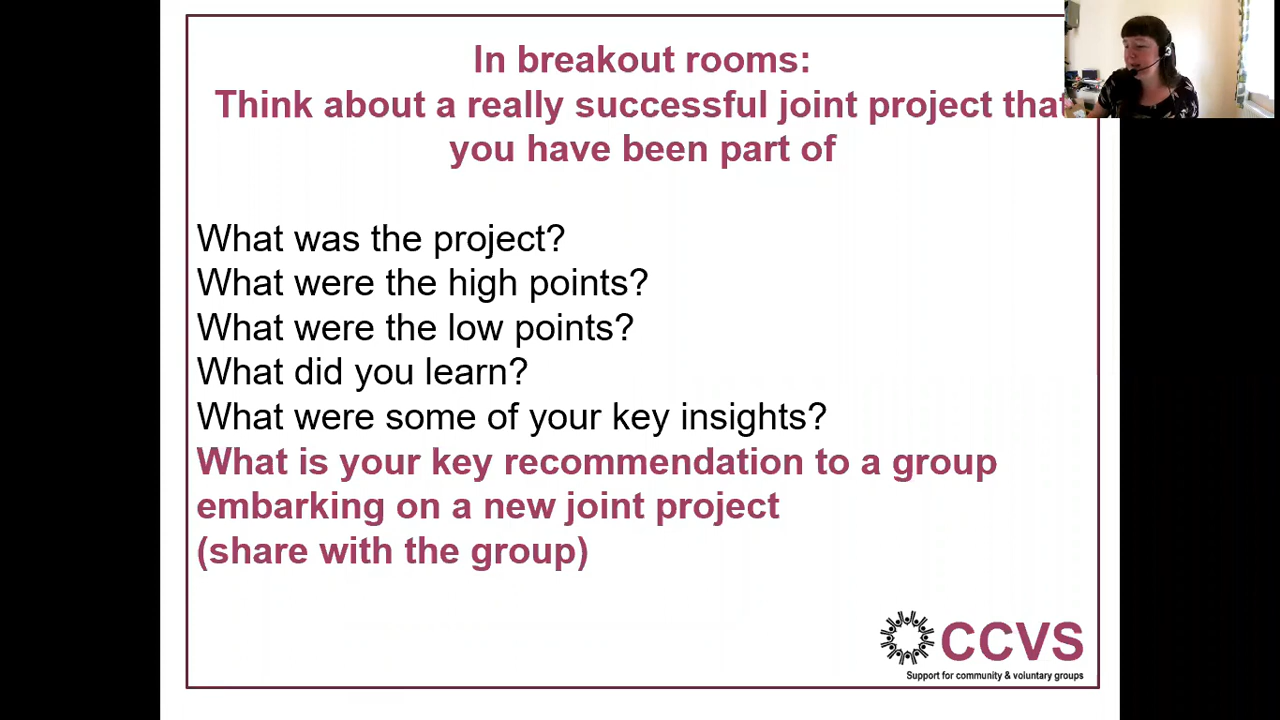 In breakout rooms:
Think about a really successful joint project that
you have been part of
What was the project?
What were the high points?
What were the low points?
What did you learn?
What were some of your key insights?
What is your key recommendation to a group
embarking on a new joint project
(share with the group)
CCVS
Support for community & voluntary groups